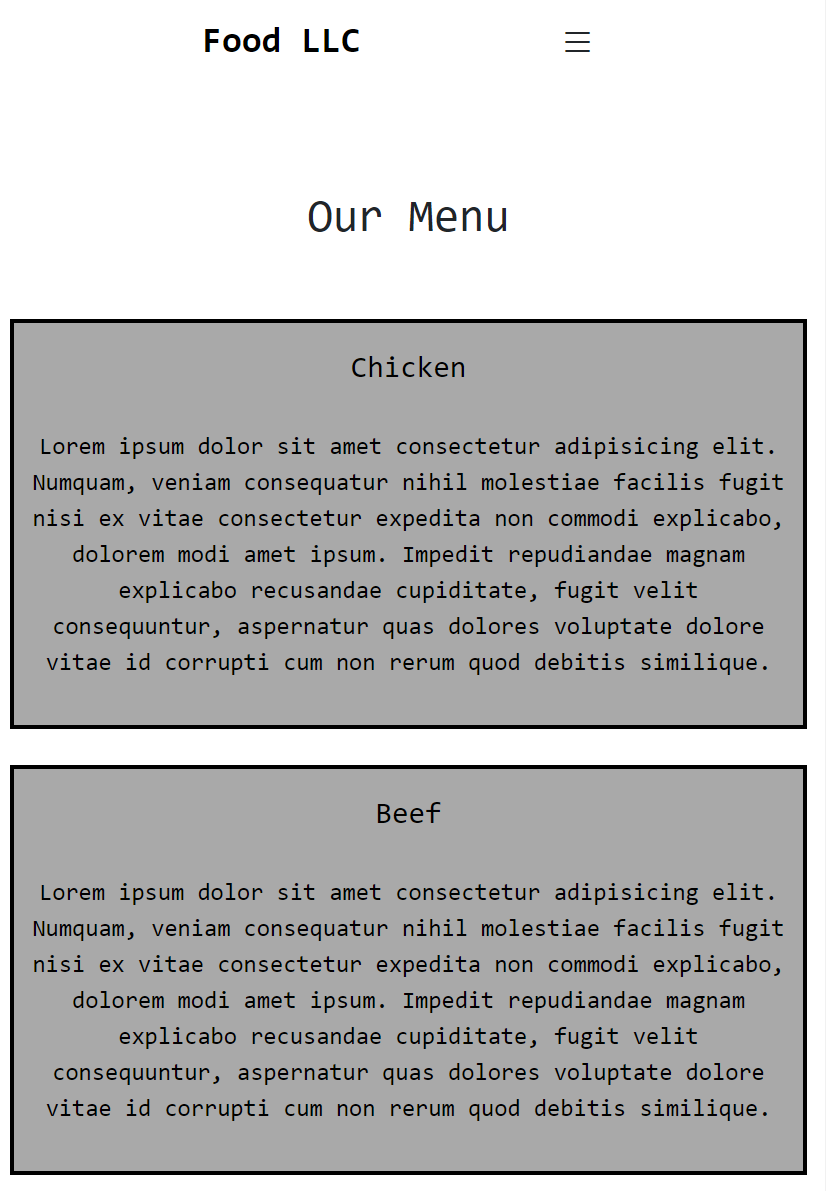 Food LLC
Our Menu
Chicken
Lorem ipsum dolor sit amet consectetur adipisicing elit.
Numquam, veniam consequatur nihil molestiae facilis fugit
nisi ex vitae consectetur expedita non commodi explicabo,
dolorem modi amet ipsum. Impedit repudiandae magnam
explicabo recusandae cupiditate, fugit velit
consequuntur, aspernatur quas dolores voluptate dolore
vitae id corrupti cum non rerum quod debitis similique.
Beef
Lorem ipsum dolor sit amet consectetur adipisicing elit.
Numquam, veniam consequatur nihil molestiae facilis fugit
nisi ex vitae consectetur expedita non commodi explicabo,
dolorem modi amet ipsum. Impedit repudiandae magnam
explicabo recusandae cupiditate, fugit velit
consequuntur, aspernatur quas dolores voluptate dolore
vitae id corrupti cum non rerum quod debitis similique.